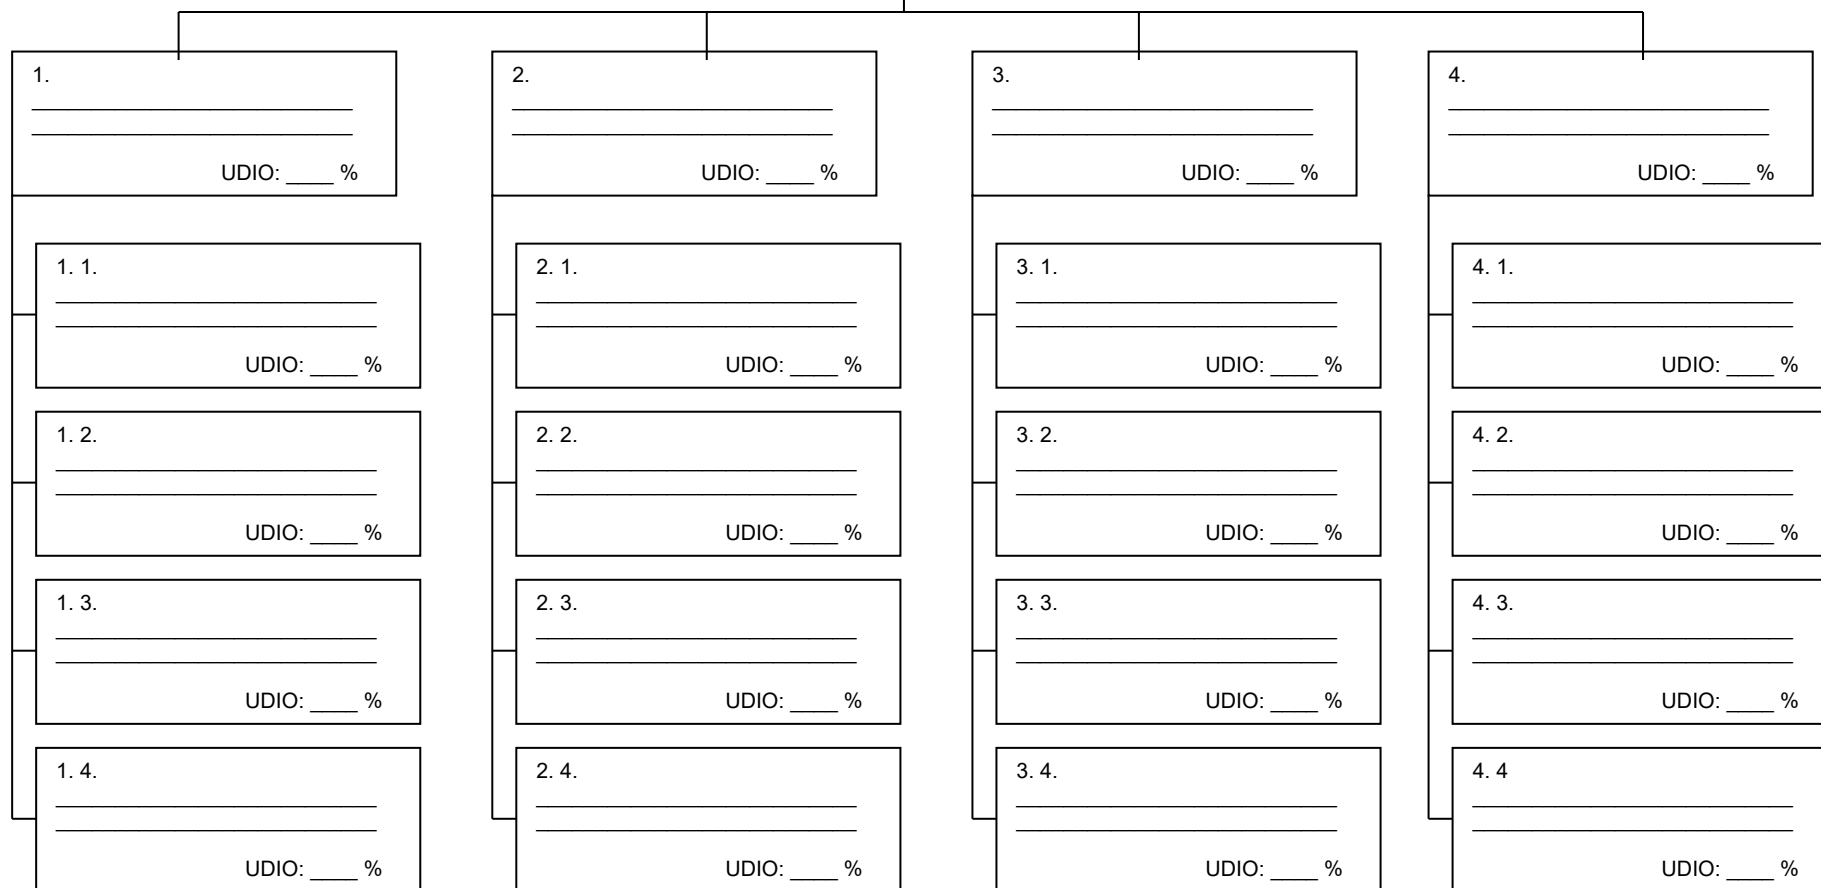 1.
UDIO: ____ %
1. 1.
UDIO: ____ %
1. 2.
UDIO: ____ %
1. 3.
UDIO: ____ %
1. 4.
UDIO: ____ %
2.
UDIO: ____ %
2. 1.
UDIO: ____ %
2. 2.
UDIO: ____ %
2. 3.
UDIO: ____ %
2. 4.
UDIO: ____ %
3.
UDIO: ____ %
3. 1.
UDIO: ____ %
3. 2.
UDIO: ____ %
3. 3.
UDIO: ____ %
3. 4.
UDIO: ____ %
4.
UDIO: ____ %
4. 1.
UDIO: ____ %
4. 2.
UDIO: ____ %
4. 3.
UDIO: ____ %
4. 4
UDIO: ____ %